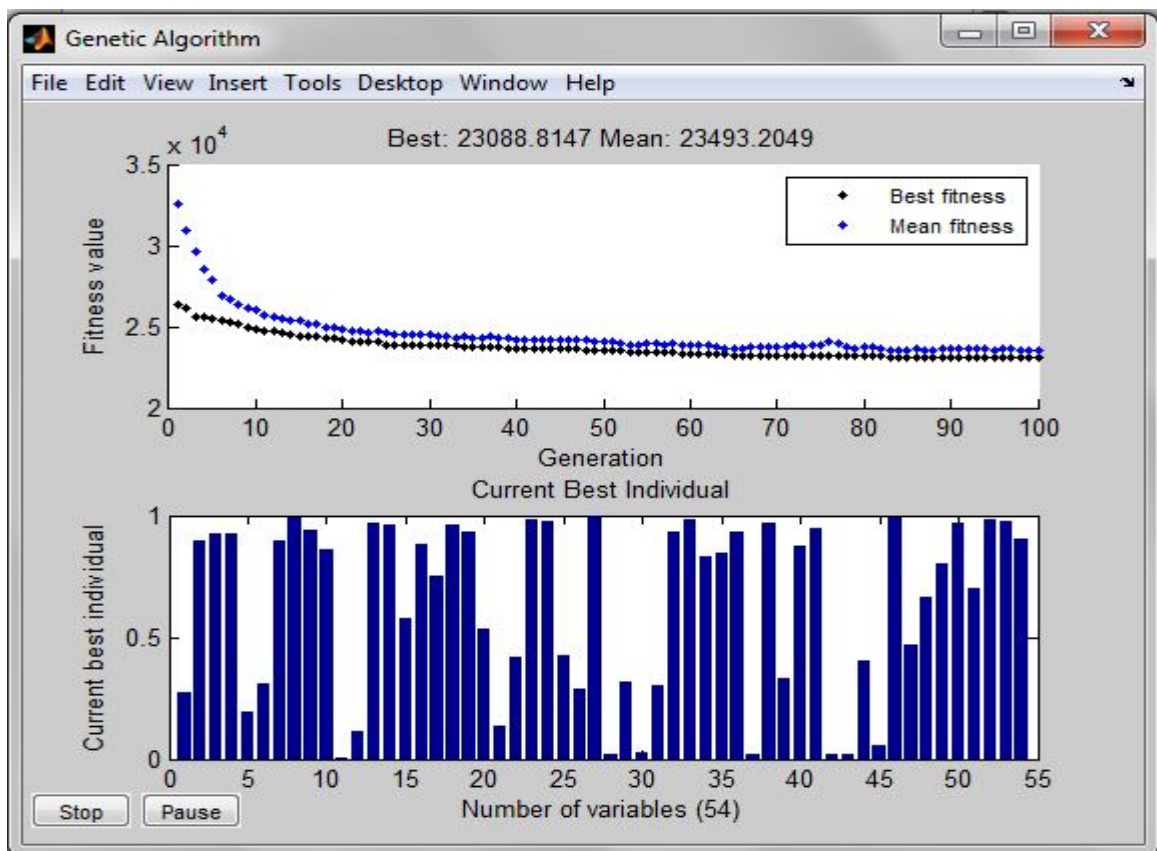 Genetic Algorithm
File Edit View Insert Tools Desktop Window Help
Best: 23088.8147 Mean: 23493.2049
x 10^4
3.5
3
2.5
2
Fitness value
Best fitness
Mean fitness
0 10 20 30 40 50 60 70 80 90 100
Generation
Current Best Individual
1
0.5
0
Current best individual
0 5 10 15 20 25 30 35 40 45 50 55
Number of variables (54)
Stop Pause